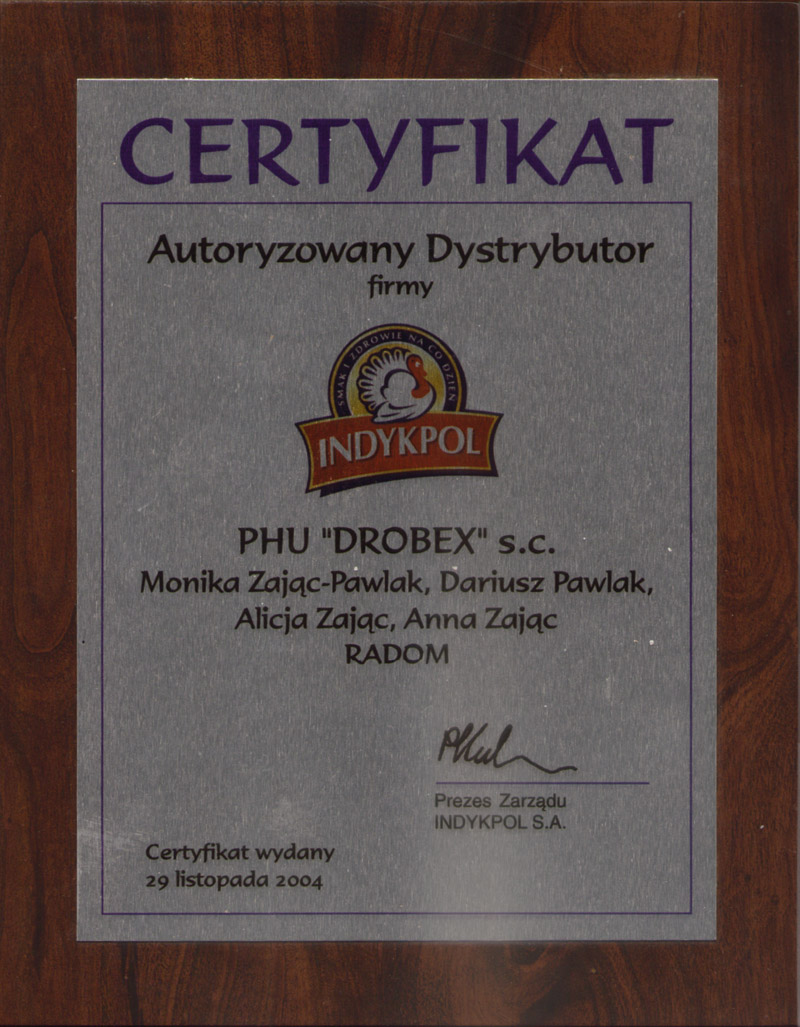 CERTYFIKAT
Autoryzowany Dystrybutor
firmy
SMAK I ZDROWIE NA CO DZIEŃ
INDYKPOL
PHU "DROBEX" s.c.
Monika Zając-Pawlak, Dariusz Pawlak,
Alicja Zając, Anna Zając
RADOM
Prezes Zarządu
INDYKPOL S.A.
Certyfikat wydany
29 listopada 2004